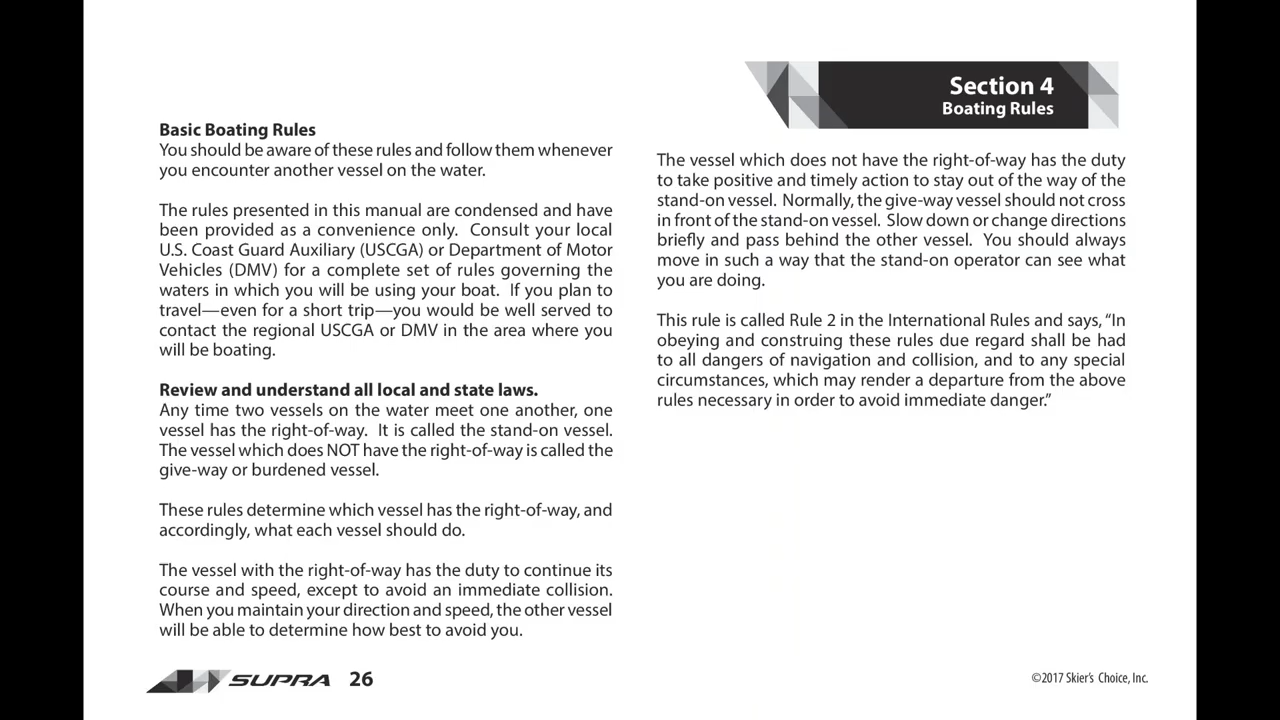 Section 4
Boating Rules
Basic Boating Rules
You should be aware of these rules and follow them whenever
you encounter another vessel on the water.
The rules presented in this manual are condensed and have
been provided as a convenience only.  Consult your local
U.S. Coast Guard Auxiliary (USCGA) or Department of Motor
Vehicles (DMV) for a complete set of rules governing the
waters in which you will be using your boat.  If you plan to
travel—even for a short trip—you would be well served to
contact the regional USCGA or DMV in the area where you
will be boating.
Review and understand all local and state laws.
Any time two vessels on the water meet one another, one
vessel has the right-of-way.  It is called the stand-on vessel.
The vessel which does NOT have the right-of-way is called the
give-way or burdened vessel.
These rules determine which vessel has the right-of-way, and
accordingly, what each vessel should do.
The vessel with the right-of-way has the duty to continue its
course and speed, except to avoid an immediate collision.
When you maintain your direction and speed, the other vessel
will be able to determine how best to avoid you.
The vessel which does not have the right-of-way has the duty
to take positive and timely action to stay out of the way of the
stand-on vessel.  Normally, the give-way vessel should not cross
in front of the stand-on vessel.  Slow down or change directions
briefly and pass behind the other vessel.  You should always
move in such a way that the stand-on operator can see what
you are doing.
This rule is called Rule 2 in the International Rules and says, “In
obeying and construing these rules due regard shall be had
to all dangers of navigation and collision, and to any special
circumstances, which may render a departure from the above
rules necessary in order to avoid immediate danger.”
SUPRA 26
©2017 Skier’s Choice, Inc.